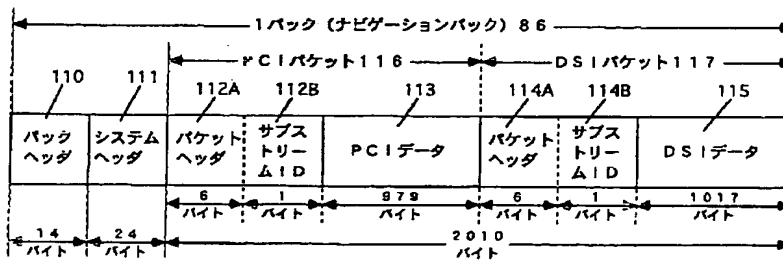 1パック(ナビゲーションパック)86
PCIパケット116
DSIパケット117
110
111
112A
112B
113
114A
114B
115
パック
ヘッダ
システム
ヘッダ
パケット
ヘッダ
サブス
トリー
ムID
PCIデータ
パケット
ヘッダ
サブス
トリー
ムID
DSIデータ
6
バイト
1
バイト
979
バイト
6
バイト
1
バイト
1017
バイト
14
バイト
24
バイト
2010
バイト